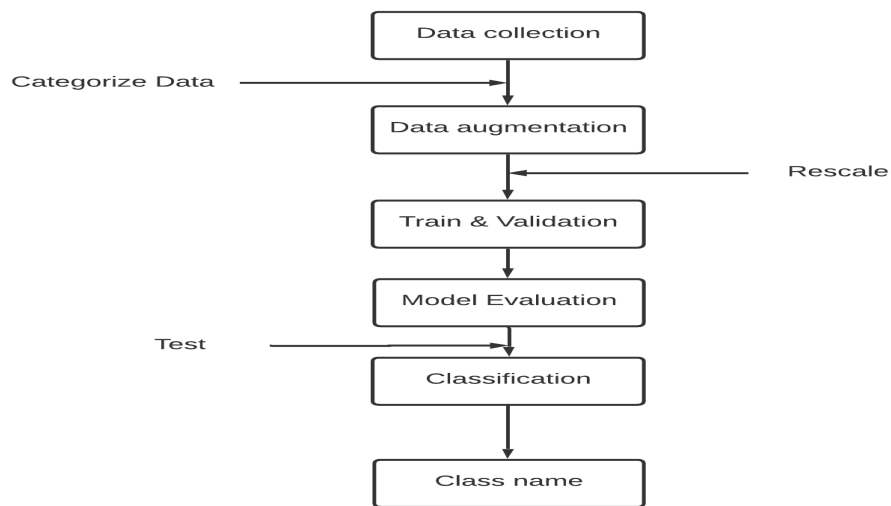 Data collection
Categorize Data
Data augmentation
Rescale
Train & Validation
Model Evaluation
Test
Classification
Class name